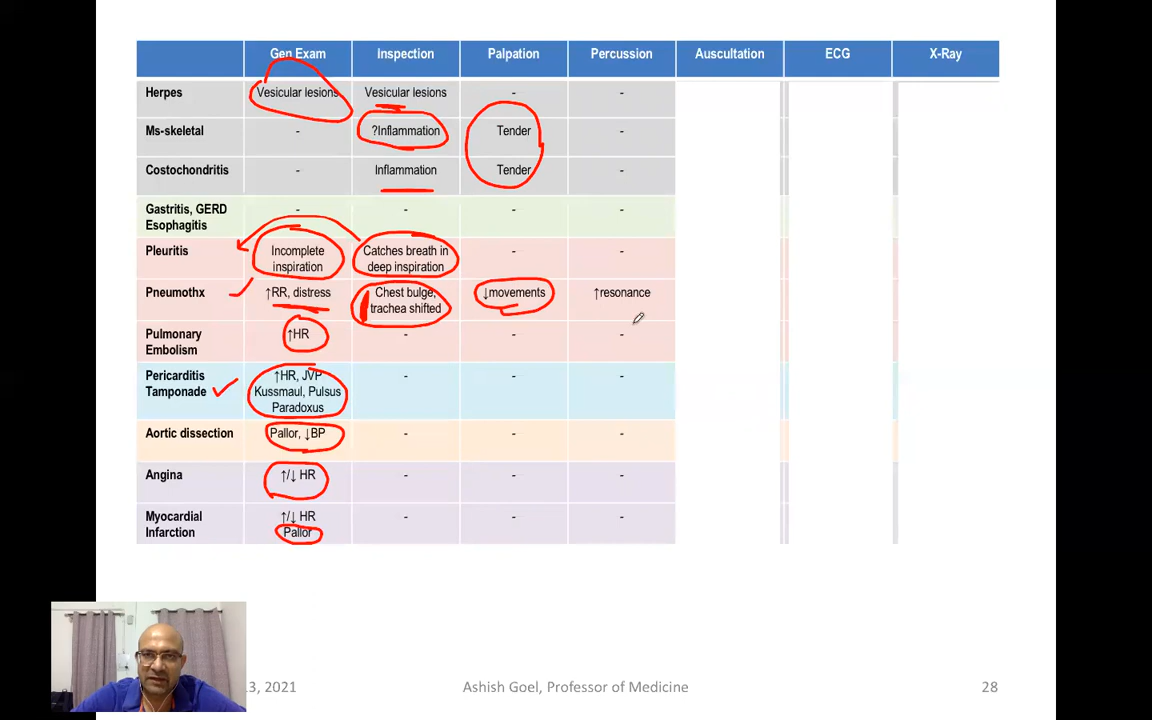 Gen Exam Inspection Palpation Percussion Auscultation ECG X-Ray
Herpes Vesicular lesions Vesicular lesions - -
Ms-skeletal - ?Inflammation Tender -
Costochondritis - Inflammation Tender -
Gastritis, GERD - - - -
Esophagitis
Pleuritis Incomplete Catches breath in - -
inspiration deep inspiration
Pneumothx ↑RR, distress Chest bulge, ↓movements ↑resonance
trachea shifted
Pulmonary ↑HR - - -
Embolism
Pericarditis ↑HR, JVP - - -
Tamponade Kussmaul, Pulsus
Paradoxus
Aortic dissection Pallor, ↓BP - - -
Angina ↑/↓ HR - - -
Myocardial ↑/↓ HR - - -
Infarction Pallor
3, 2021 Ashish Goel, Professor of Medicine 28